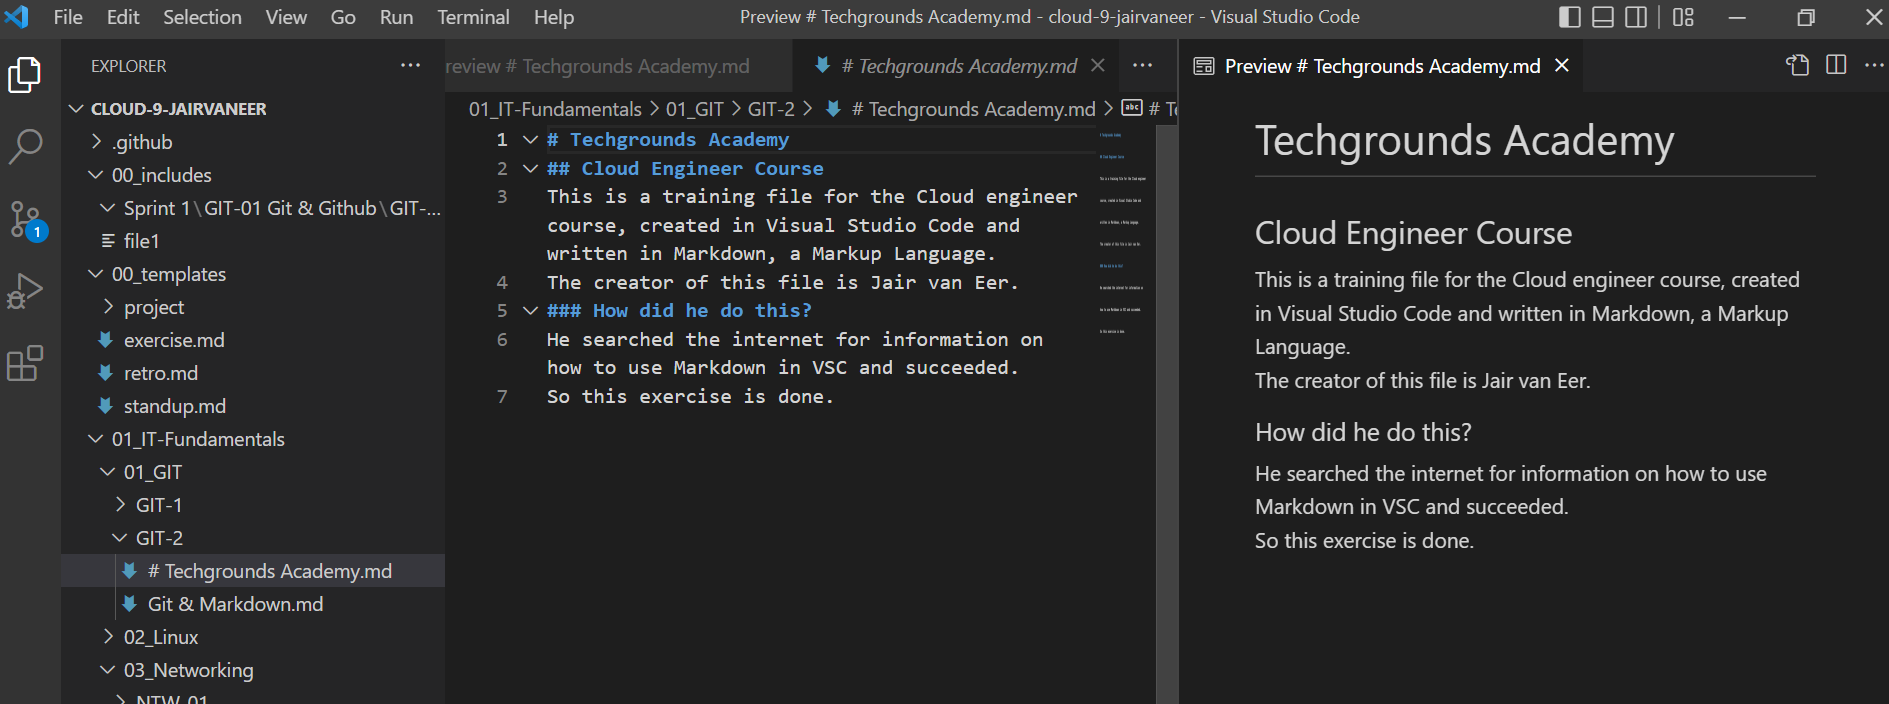 File Edit Selection View Go Run Terminal Help
Preview # Techgrounds Academy.md - cloud-9-jairvaneer - Visual Studio Code
EXPLORER
CLOUD-9-JAIRVANEER
.github
00_includes
Sprint 1\GIT-01 Git & Github\GIT-...
file1
00_templates
project
exercise.md
retro.md
standup.md
01_IT-Fundamentals
01_GIT
GIT-1
GIT-2
# Techgrounds Academy.md
Git & Markdown.md
02_Linux
03_Networking
NTW-01
1
review # Techgrounds Academy.md
# Techgrounds Academy.md
01_IT-Fundamentals > 01_GIT > GIT-2 > # Techgrounds Academy.md > abc # Te
1 # Techgrounds Academy
2 ## Cloud Engineer Course
3 This is a training file for the Cloud engineer
course, created in Visual Studio Code and
written in Markdown, a Markup Language.
4 The creator of this file is Jair van Eer.
5 ### How did he do this?
6 He searched the internet for information on
how to use Markdown in VSC and succeeded.
7 So this exercise is done.
Preview # Techgrounds Academy.md
Techgrounds Academy
Cloud Engineer Course
This is a training file for the Cloud engineer course, created
in Visual Studio Code and written in Markdown, a Markup
Language.
The creator of this file is Jair van Eer.
How did he do this?
He searched the internet for information on how to use
Markdown in VSC and succeeded.
So this exercise is done.